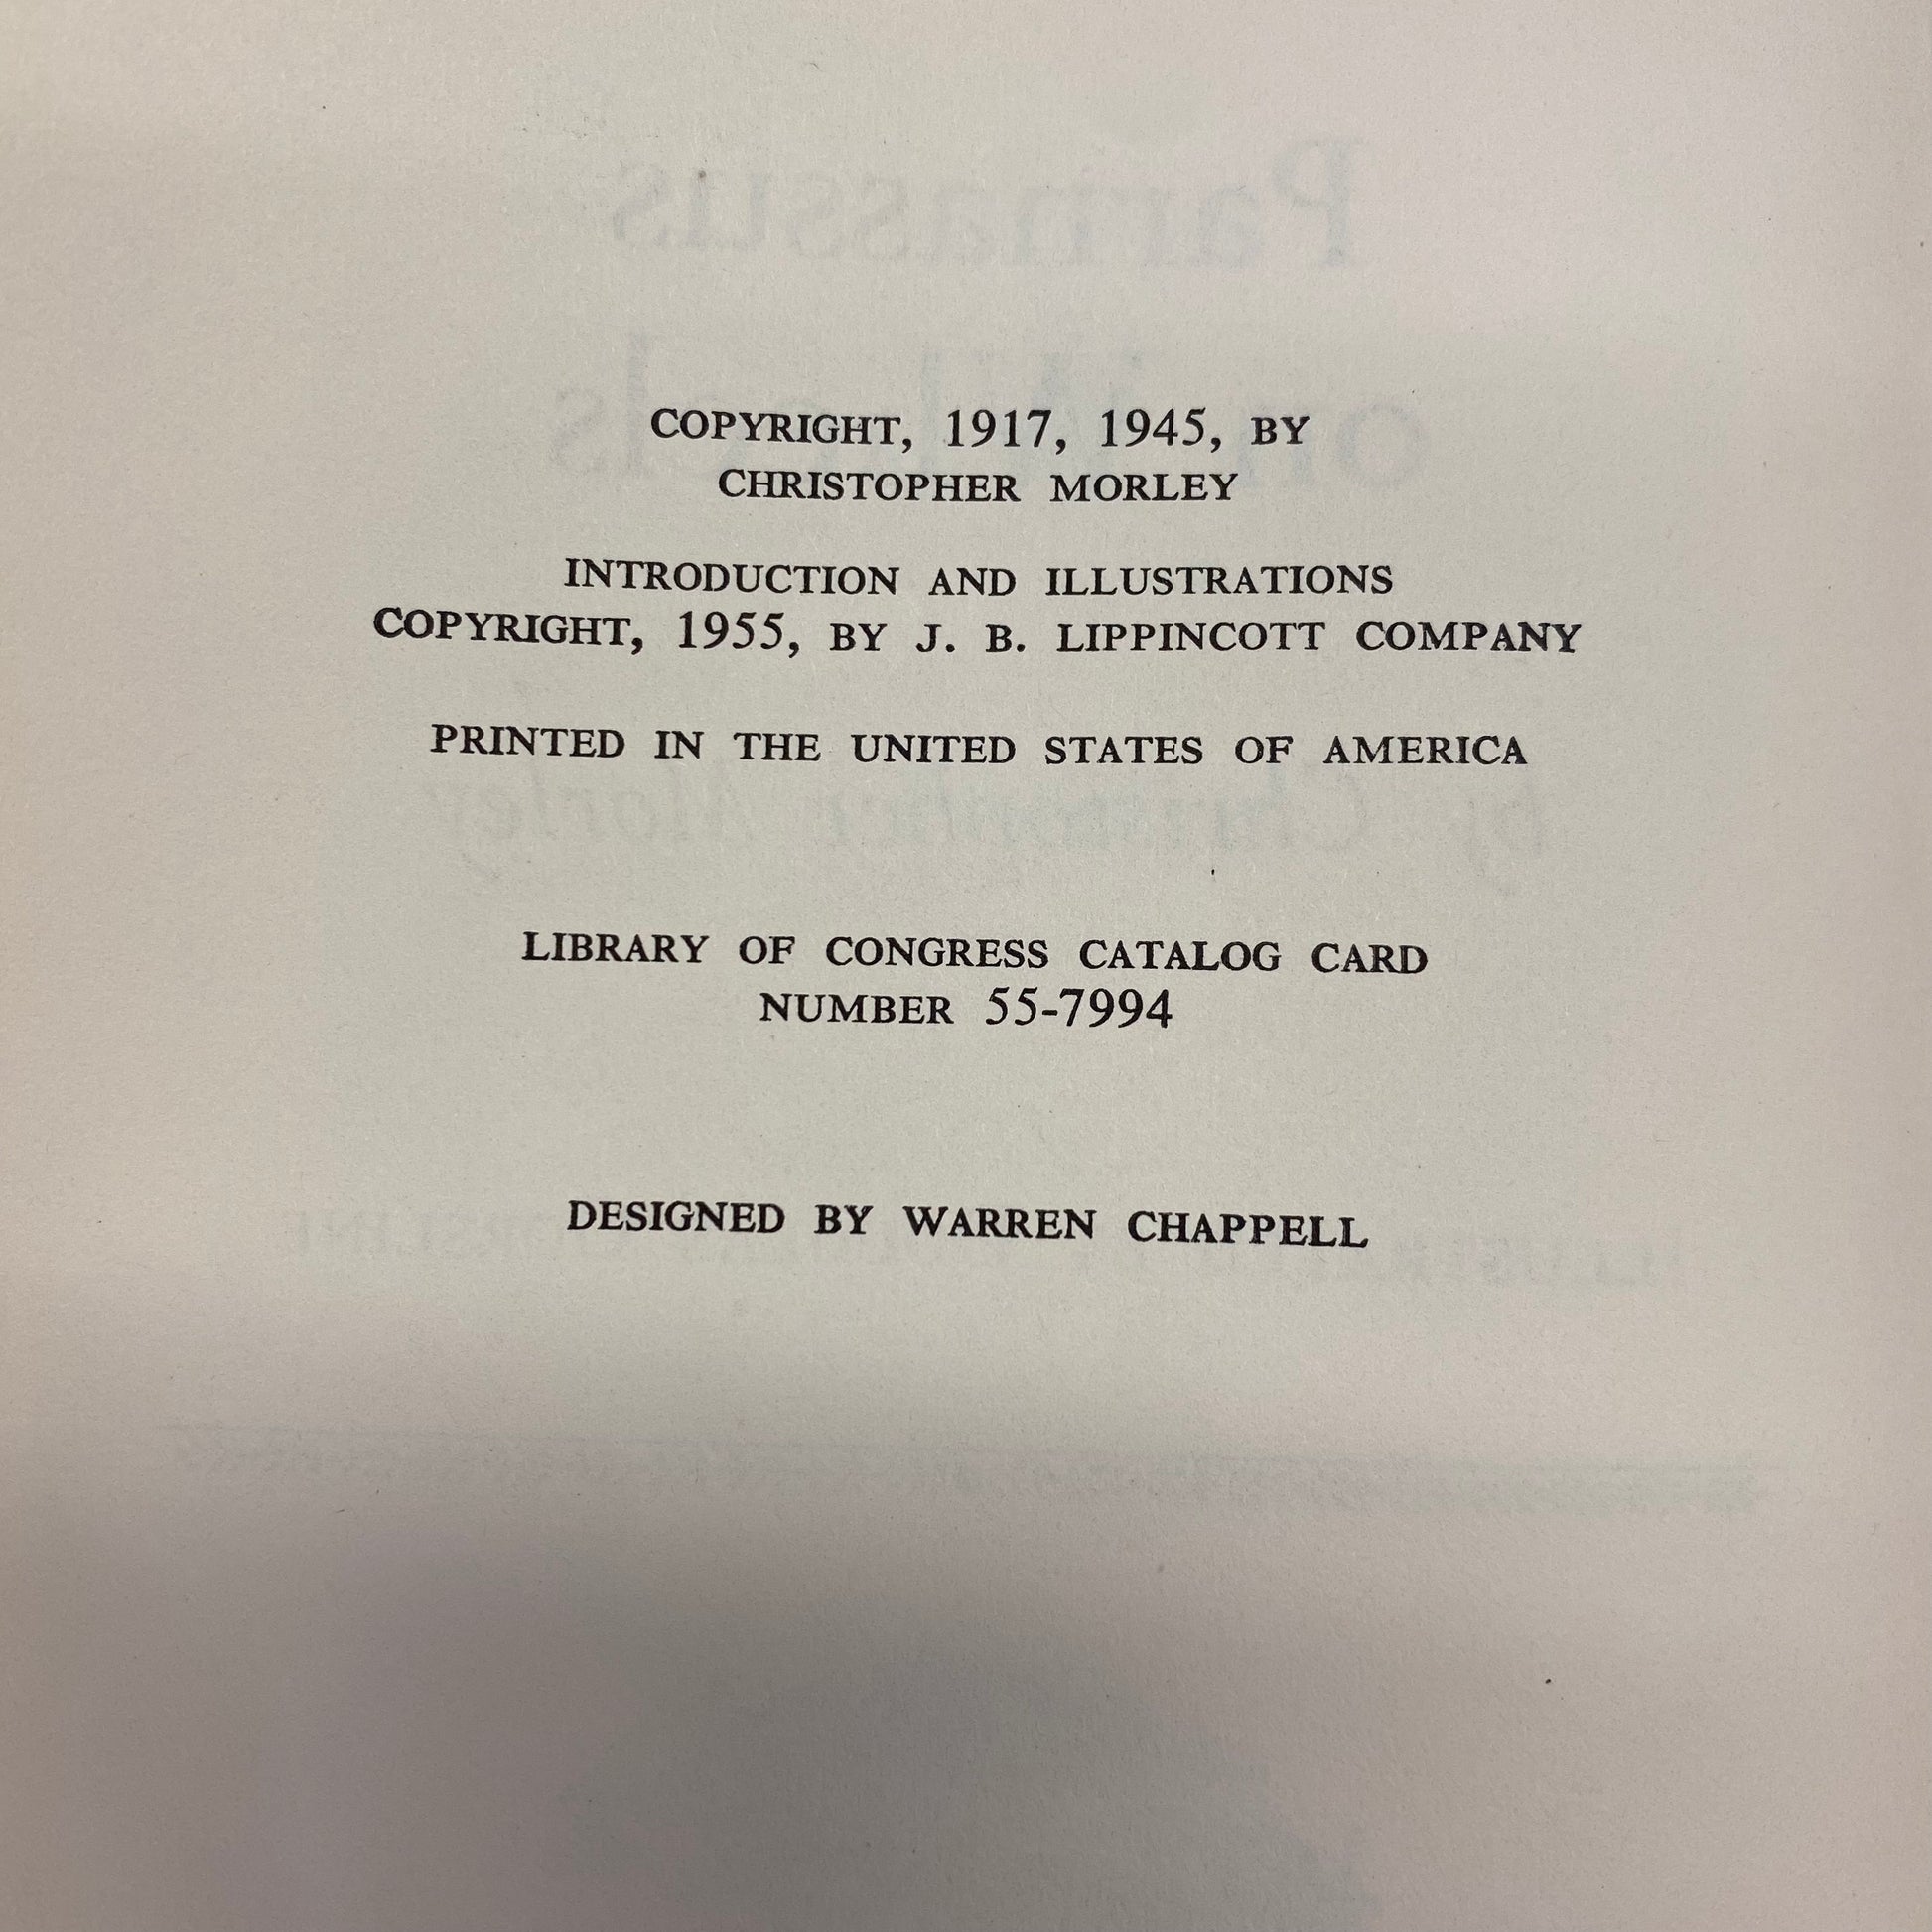 COPYRIGHT, 1917, 1945, BY
CHRISTOPHER MORLEY
INTRODUCTION AND ILLUSTRATIONS
COPYRIGHT, 1955, BY J. B. LIPPINCOTT COMPANY
PRINTED IN THE UNITED STATES OF AMERICA
LIBRARY OF CONGRESS CATALOG CARD
NUMBER 55-7994
DESIGNED BY WARREN CHAPPELL